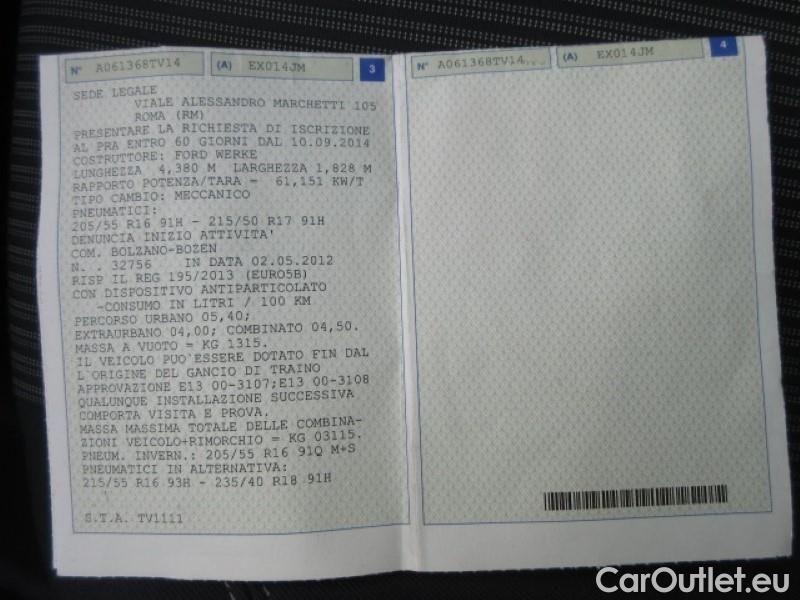 N° A061368TV14 (A) EX014JM 3
SEDE LEGALE
VIALE ALESSANDRO MARCHETTI 105
ROMA (RM)
PRESENTARE LA RICHIESTA DI ISCRIZIONE
AL PRA ENTRO 60 GIORNI DAL 10.09.2014
COSTRUTTORE: FORD WERKE
LUNGHEZZA 4,380 M LARGHEZZA 1,828 M
RAPPORTO POTENZA/TARA = 61,151 KW/T
TIPO CAMBIO: MECCANICO
PNEUMATICI:
205/55 R16 91H - 215/50 R17 91H
DENUNCIA INIZIO ATTIVITA'
COM. BOLZANO-BOZEN
N. . 32756 IN DATA 02.05.2012
RISP IL REG 195/2013 (EURO5B)
CON DISPOSITIVO ANTIPARTICOLATO
-CONSUMO IN LITRI / 100 KM
PERCORSO URBANO 05,40;
EXTRAURBANO 04,00; COMBINATO 04,50.
MASSA A VUOTO = KG 1315.
IL VEICOLO PUO'ESSERE DOTATO FIN DAL
L'ORIGINE DEL GANCIO DI TRAINO
APPROVAZIONE E13 00-3107;E13 00-3108
QUALUNQUE INSTALLAZIONE SUCCESSIVA
COMPORTA VISITA E PROVA.
MASSA MASSIMA TOTALE DELLE COMBINA-
ZIONI VEICOLO+RIMORCHIO = KG 03115.
PNEUM. INVERN.: 205/55 R16 91Q M+S
PNEUMATICI IN ALTERNATIVA:
215/55 R16 93H - 235/40 R18 91H
S.T.A. TV1111
N° A061368TV14... (A) EX014JM 4
CarOutlet.eu